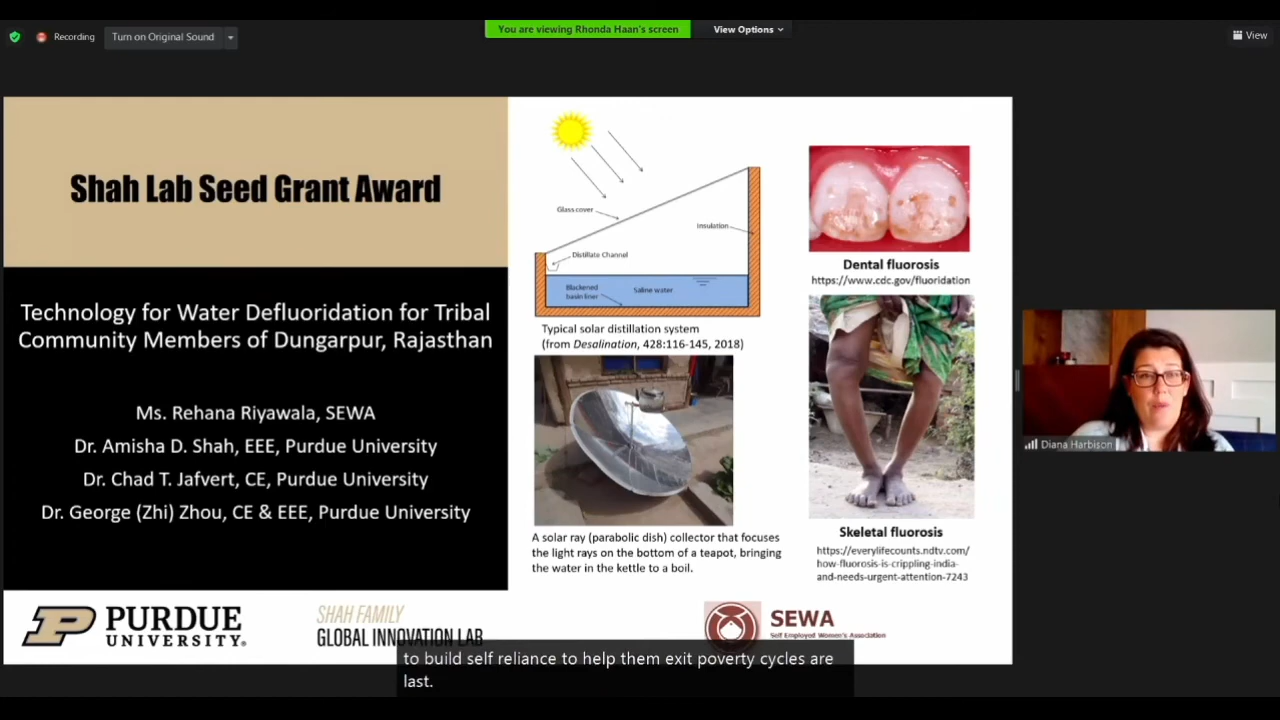 Recording
Turn on Original Sound
You are viewing Rhonda Haan's screen
View Options
View
Shah Lab Seed Grant Award
Technology for Water Defluoridation for Tribal
Community Members of Dungarpur, Rajasthan
Ms. Rehana Riyawala, SEWA
Dr. Amisha D. Shah, EEE, Purdue University
Dr. Chad T. Jafvert, CE, Purdue University
Dr. George (Zhi) Zhou, CE & EEE, Purdue University
Glass cover
Insulation
Distillate Channel
Blackened
basin liner
Saline water
Typical solar distillation system
(from Desalination, 428:116-145, 2018)
A solar ray (parabolic dish) collector that focuses
the light rays on the bottom of a teapot, bringing
the water in the kettle to a boil.
Dental fluorosis
https://www.cdc.gov/fluoridation
Skeletal fluorosis
https://everylifecounts.ndtv.com/
how-fluorosis-is-crippling-india-
and-needs-urgent-attention-7243
Diana Harbison
P PURDUE
UNIVERSITY®
SHAH FAMILY
GLOBAL INNOVATION LAB
SEWA
Self Employed Women's Association
to build self reliance to help them exit poverty cycles are
last.